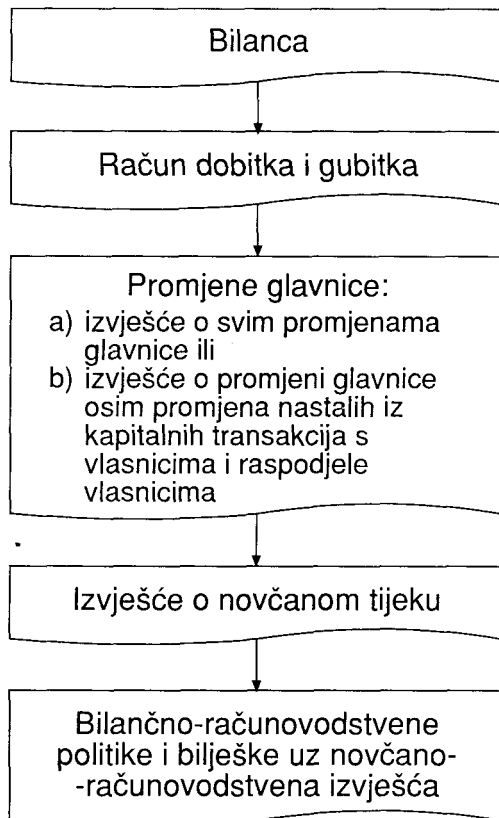 Bilanca
Račun dobitka i gubitka
Promjene glavnice:
a) izvješće o svim promjenama
glavnice ili
b) izvješće o promjeni glavnice
osim promjena nastalih iz
kapitalnih transakcija s
vlasnicima i raspodjele
vlasnicima
Izvješće o novčanom tijeku
Bilančno-računovodstvene
politike i bilješke uz novčano-
-računovodstvena izvješća